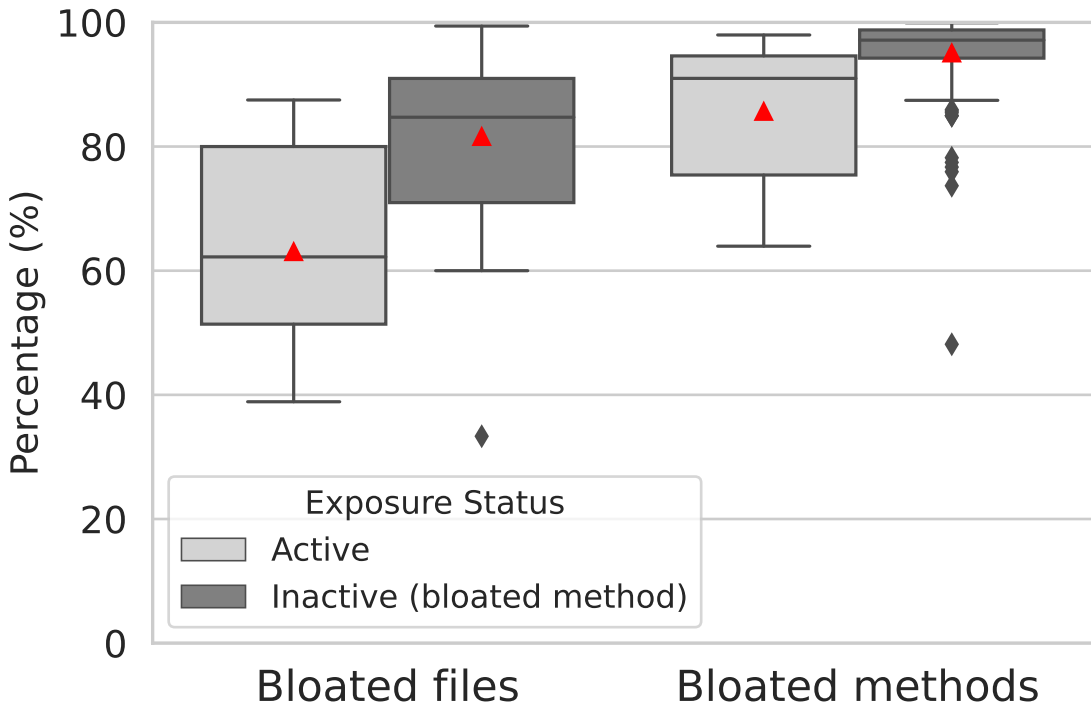 Percentage (%)
100
80
60
40
20
0
Exposure Status
Active
Inactive (bloated method)
Bloated files
Bloated methods